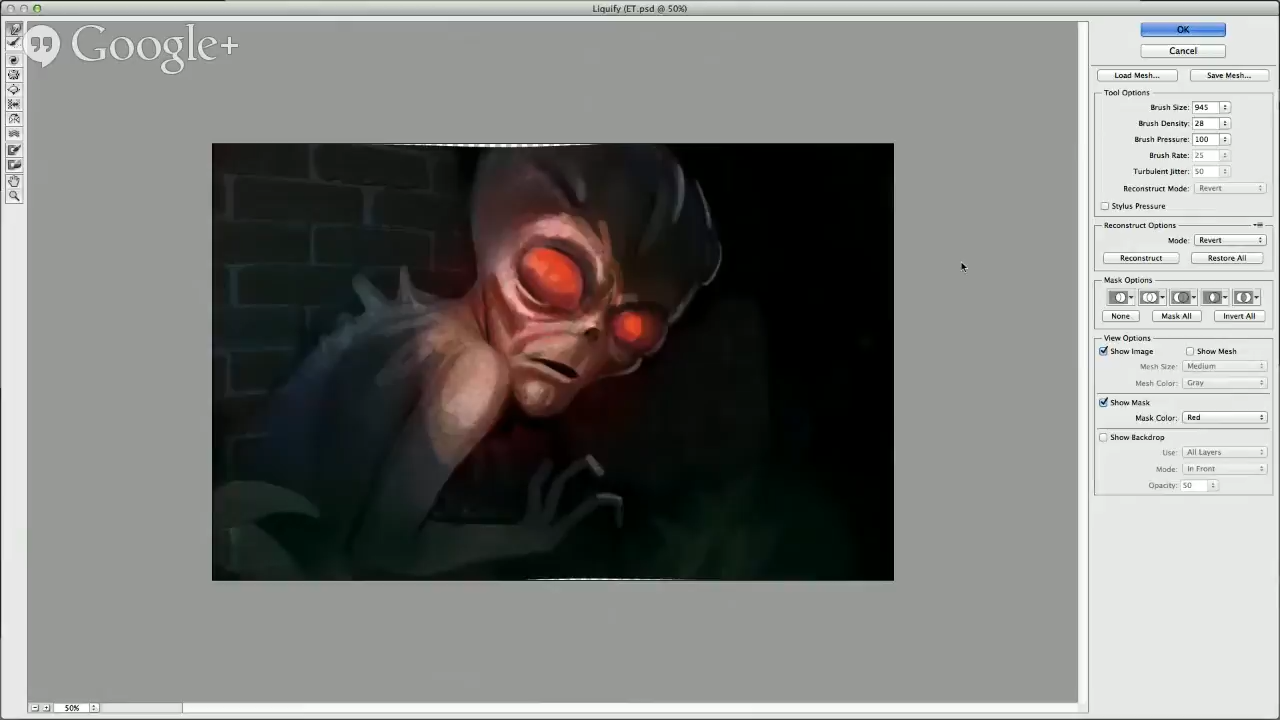 Liquify (ET.psd @ 50%)
Google+
OK
Cancel
Load Mesh...
Save Mesh...
Tool Options
Brush Size: 945
Brush Density: 28
Brush Pressure: 100
Brush Rate: 25
Turbulent Jitter: 50
Reconstruct Mode: Revert
Stylus Pressure
Reconstruct Options
Mode: Revert
Reconstruct
Restore All
Mask Options
None
Mask All
Invert All
View Options
Show Image
Show Mesh
Mesh Size: Medium
Mesh Color: Gray
Show Mask
Mask Color: Red
Show Backdrop
Use: All Layers
Mode: In Front
Opacity: 50
50%